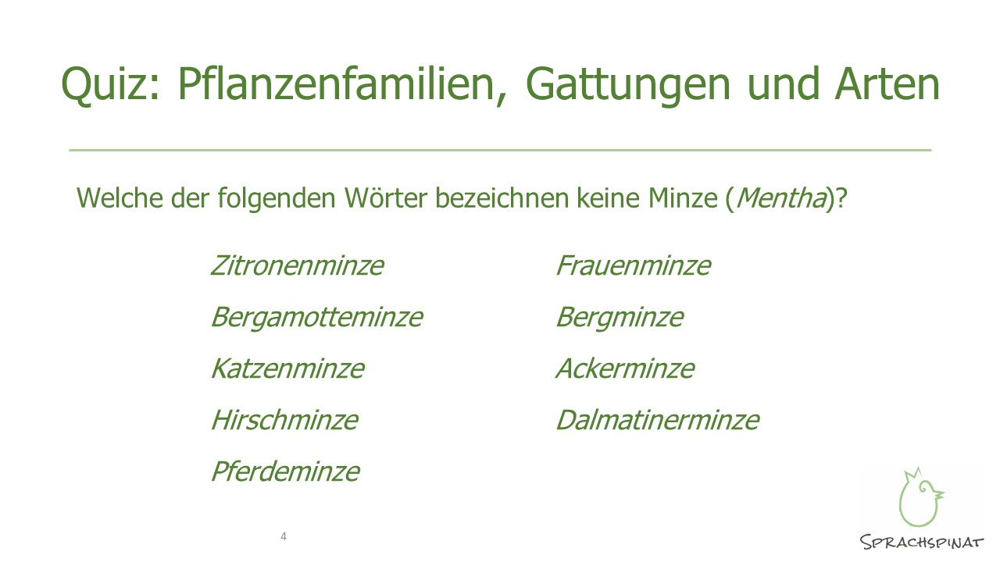 Quiz: Pflanzenfamilien, Gattungen und Arten
Welche der folgenden Wörter bezeichnen keine Minze (Mentha)?
Zitronenminze
Bergamotteminze
Katzenminze
Hirschminze
Pferdeminze
Frauenminze
Bergminze
Ackerminze
Dalmatinerminze
4
SPRACHSPINAT